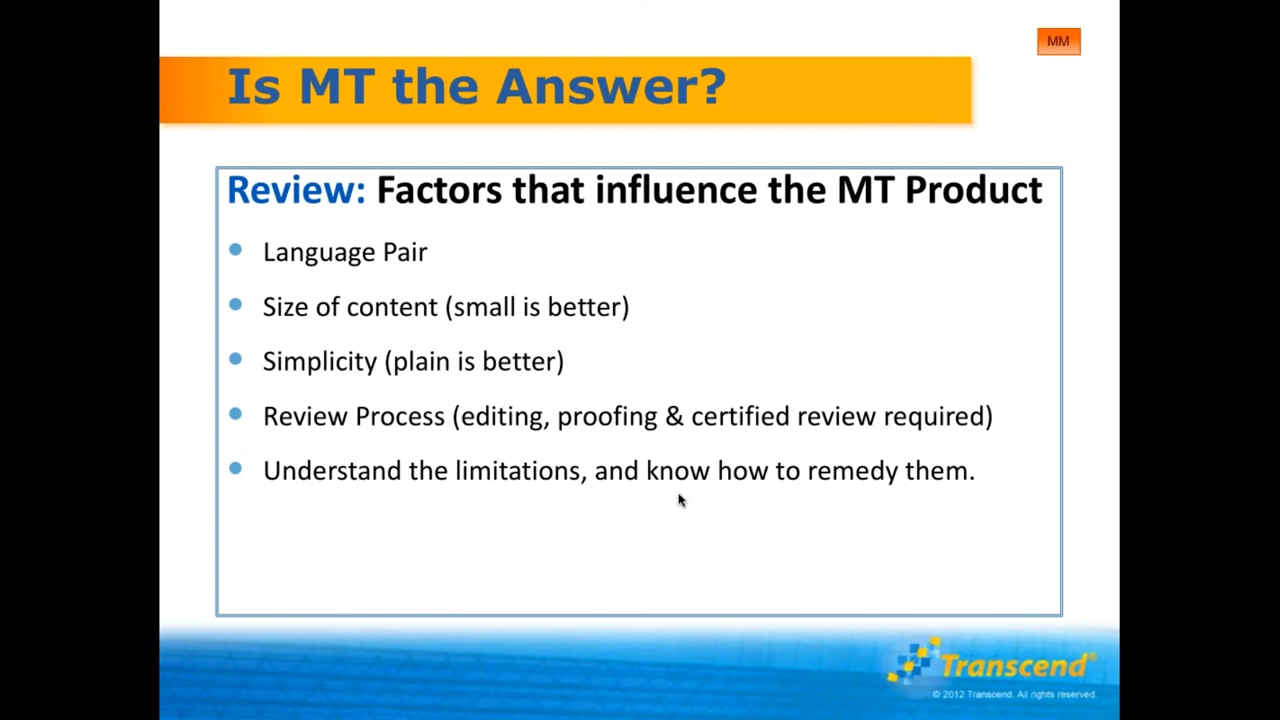 MM
Is MT the Answer?
Review: Factors that influence the MT Product
Language Pair
Size of content (small is better)
Simplicity (plain is better)
Review Process (editing, proofing & certified review required)
Understand the limitations, and know how to remedy them.
Transcend®
© 2012 Transcend. All rights reserved.